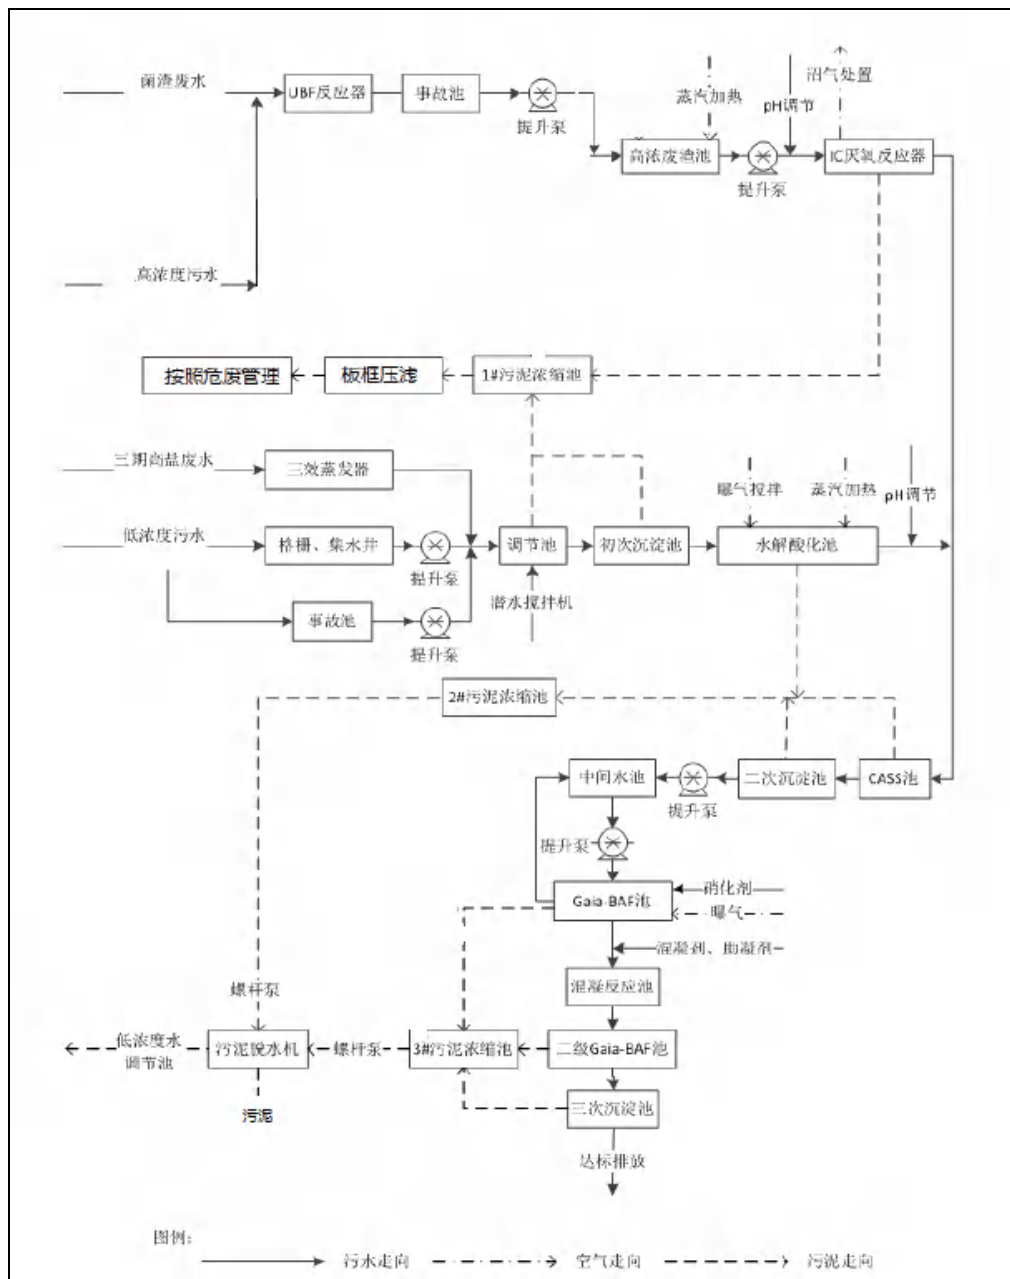 菌渣废水
UBF反应器
事故池
提升泵
蒸汽加热
pH调节
沼气处置
高浓度渣池
提升泵
IC厌氧反应器
高浓度污水
按照危废管理
板框压滤
1#污泥浓缩池
三期高盐废水
三效蒸发器
曝气搅拌
蒸汽加热
pH调节
低浓度污水
格栅、集水井
提升泵
调节池
初次沉淀池
水解酸化池
潜水搅拌机
事故池
提升泵
2#污泥浓缩池
中间水池
提升泵
二次沉淀池
CASS池
提升泵
Gaia-BAF池
硝化剂
曝气
混凝剂、助凝剂
混凝反应池
螺杆泵
低浓度水
调节池
污泥脱水机
螺杆泵
3#污泥浓缩池
二级Gaia-BAF池
污泥
三次沉淀池
达标排放
图例:
污水走向
空气走向
污泥走向